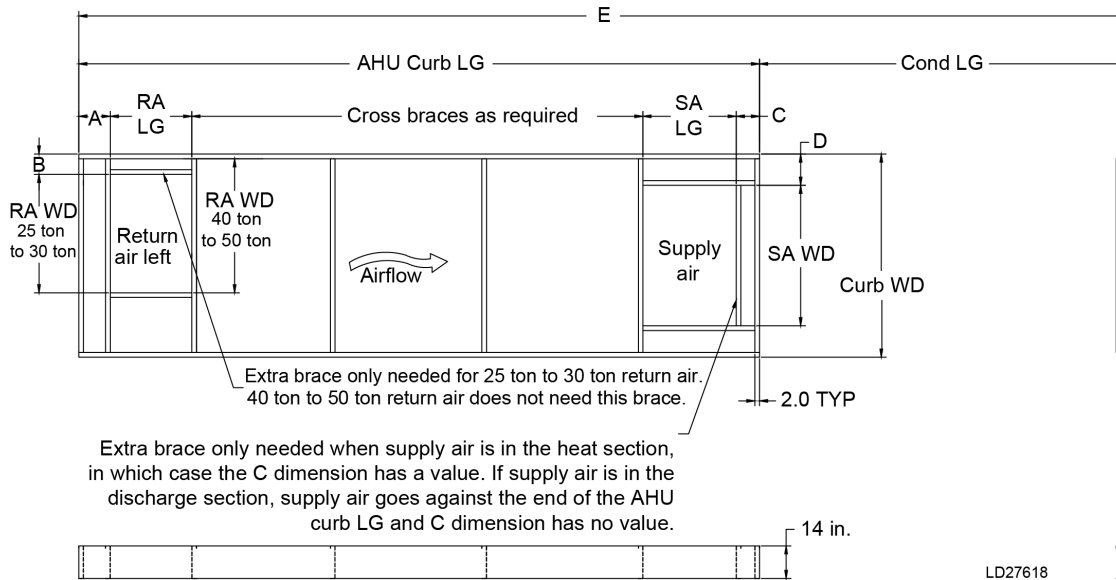 E
AHU Curb LG
Cond LG
A
RA
LG
Cross braces as required
SA
LG
C
D
B
RA WD
25 ton
to 30 ton
RA WD
40 ton
to 50 ton
Return
air left
Airflow
Supply
air
SA WD
Curb WD
Extra brace only needed for 25 ton to 30 ton return air.
40 ton to 50 ton return air does not need this brace.
2.0 TYP
Extra brace only needed when supply air is in the heat section,
in which case the C dimension has a value. If supply air is in the
discharge section, supply air goes against the end of the AHU
curb LG and C dimension has no value.
14 in.
LD27618